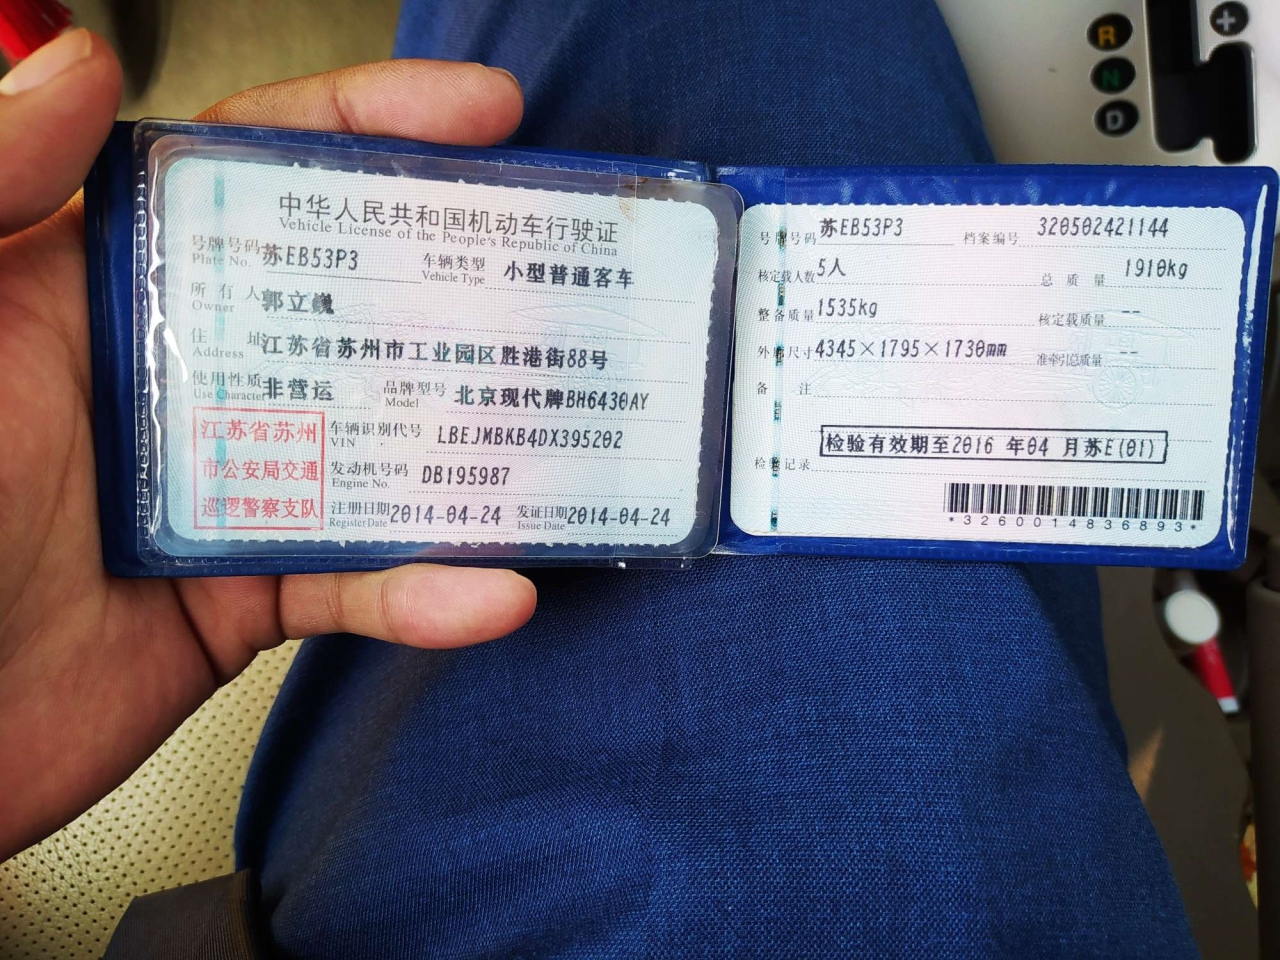 中华人民共和国机动车行驶证
Vehicle License of the People's Republic of China
号牌号码 苏EB53P3 车辆类型 小型普通客车
Plate No. Vehicle Type
所有人 郭立巍
Owner
住址 江苏省苏州市工业园区胜港街88号
Address
使用性质 非营运 品牌型号 北京现代牌BH6430AY
Use Character Model
江苏省苏州
市公安局交通
巡逻警察支队
车辆识别代号 LBEJMBKB4DX395202
VIN
发动机号码 DB195987
Engine No.
注册日期 2014-04-24 发证日期 2014-04-24
Register Date Issue Date
号牌号码 苏EB53P3 档案编号 320502421144
核定载人数 5人 总质量 1910kg
整备质量 1535kg 核定载质量 --
外廓尺寸 4345×1795×1730mm 准牵引总质量 --
备注
检验有效期至2016 年04 月苏E(01)
检验记录
*3260014836893*
R
N
D
+